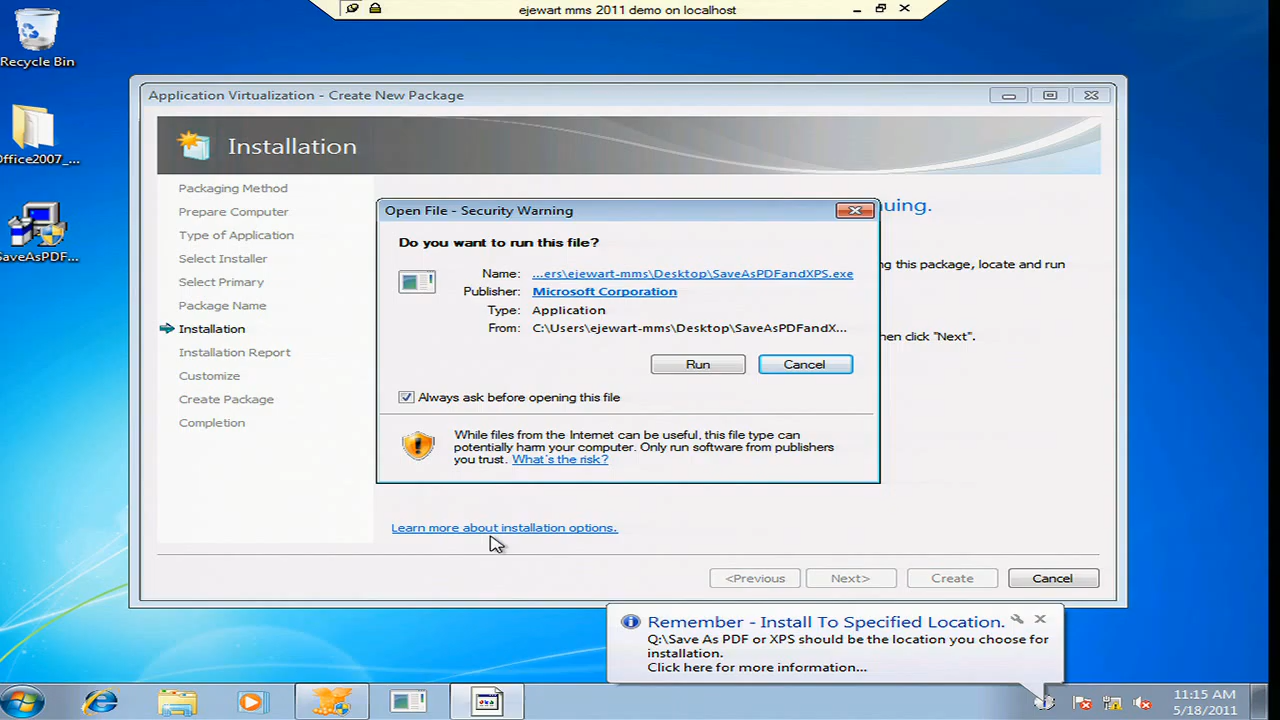 ejewart mms 2011 demo on localhost
Recycle Bin
Office2007_...
SaveAsPDF...
Application Virtualization - Create New Package
Installation
Packaging Method
Prepare Computer
Type of Application
Select Installer
Select Primary
Package Name
Installation
Installation Report
Customize
Create Package
Completion
uing.
ng this package, locate and run
hen click "Next".
Open File - Security Warning
Do you want to run this file?
Name: ...ers\ejewart-mms\Desktop\SaveAsPDFandXPS.exe
Publisher: Microsoft Corporation
Type: Application
From: C:\Users\ejewart-mms\Desktop\SaveAsPDFandX...
Run Cancel
Always ask before opening this file
While files from the Internet can be useful, this file type can
potentially harm your computer. Only run software from publishers
you trust. What's the risk?
Learn more about installation options.
<Previous Next> Create Cancel
Remember - Install To Specified Location.
Q:\Save As PDF or XPS should be the location you choose for
installation.
Click here for more information...
11:15 AM
5/18/2011